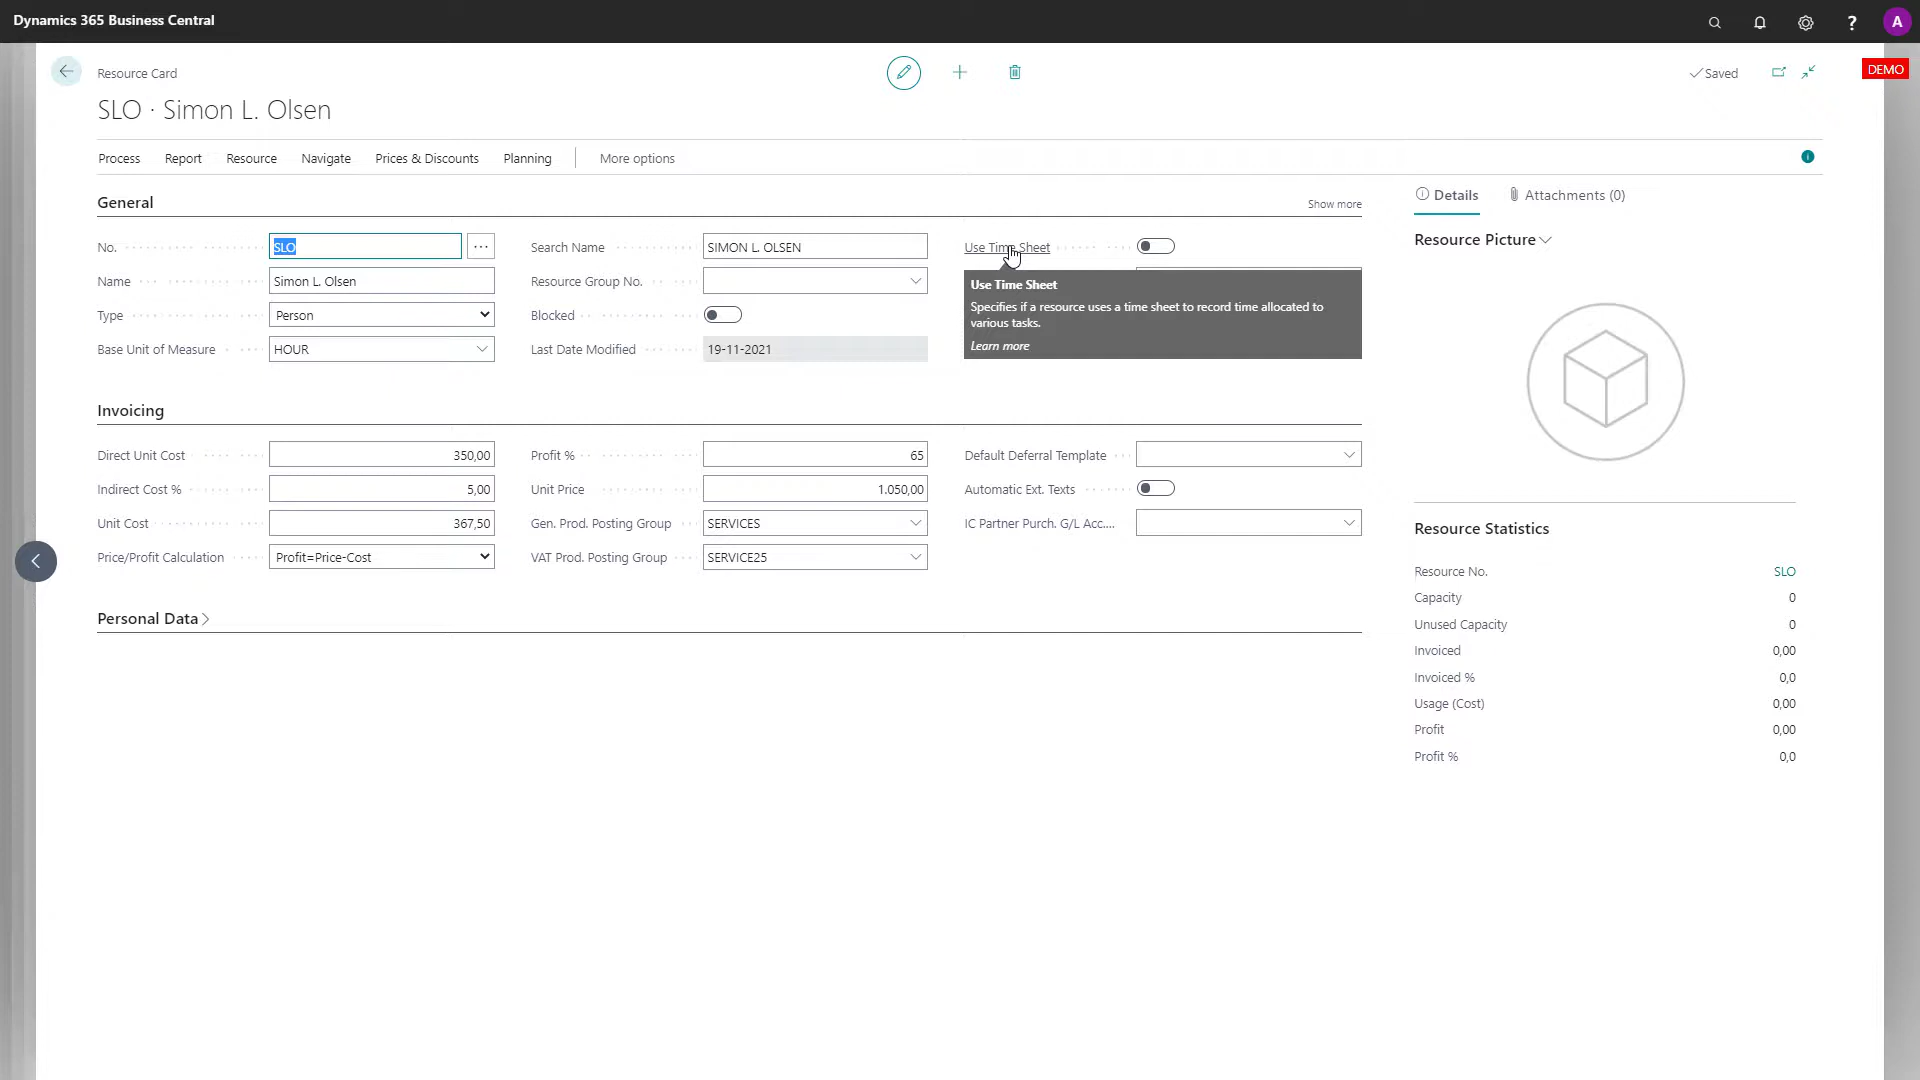 Dynamics 365 Business Central
A
Resource Card
Saved
DEMO
SLO · Simon L. Olsen
Process Report Resource Navigate Prices & Discounts Planning More options
General
Show more
No. SLO
Name Simon L. Olsen
Type Person
Base Unit of Measure HOUR
Search Name SIMON L. OLSEN
Resource Group No.
Blocked
Last Date Modified 19-11-2021
Use Time Sheet
Use Time Sheet
Specifies if a resource uses a time sheet to record time allocated to
various tasks.
Learn more
Invoicing
Direct Unit Cost 350,00
Indirect Cost % 5,00
Unit Cost 367,50
Price/Profit Calculation Profit=Price-Cost
Profit % 65
Unit Price 1.050,00
Gen. Prod. Posting Group SERVICES
VAT Prod. Posting Group SERVICE25
Default Deferral Template
Automatic Ext. Texts
IC Partner Purch. G/L Acc....
Personal Data
Details Attachments (0)
Resource Picture
Resource Statistics
Resource No. SLO
Capacity 0
Unused Capacity 0
Invoiced 0,00
Invoiced % 0,0
Usage (Cost) 0,00
Profit 0,00
Profit % 0,0